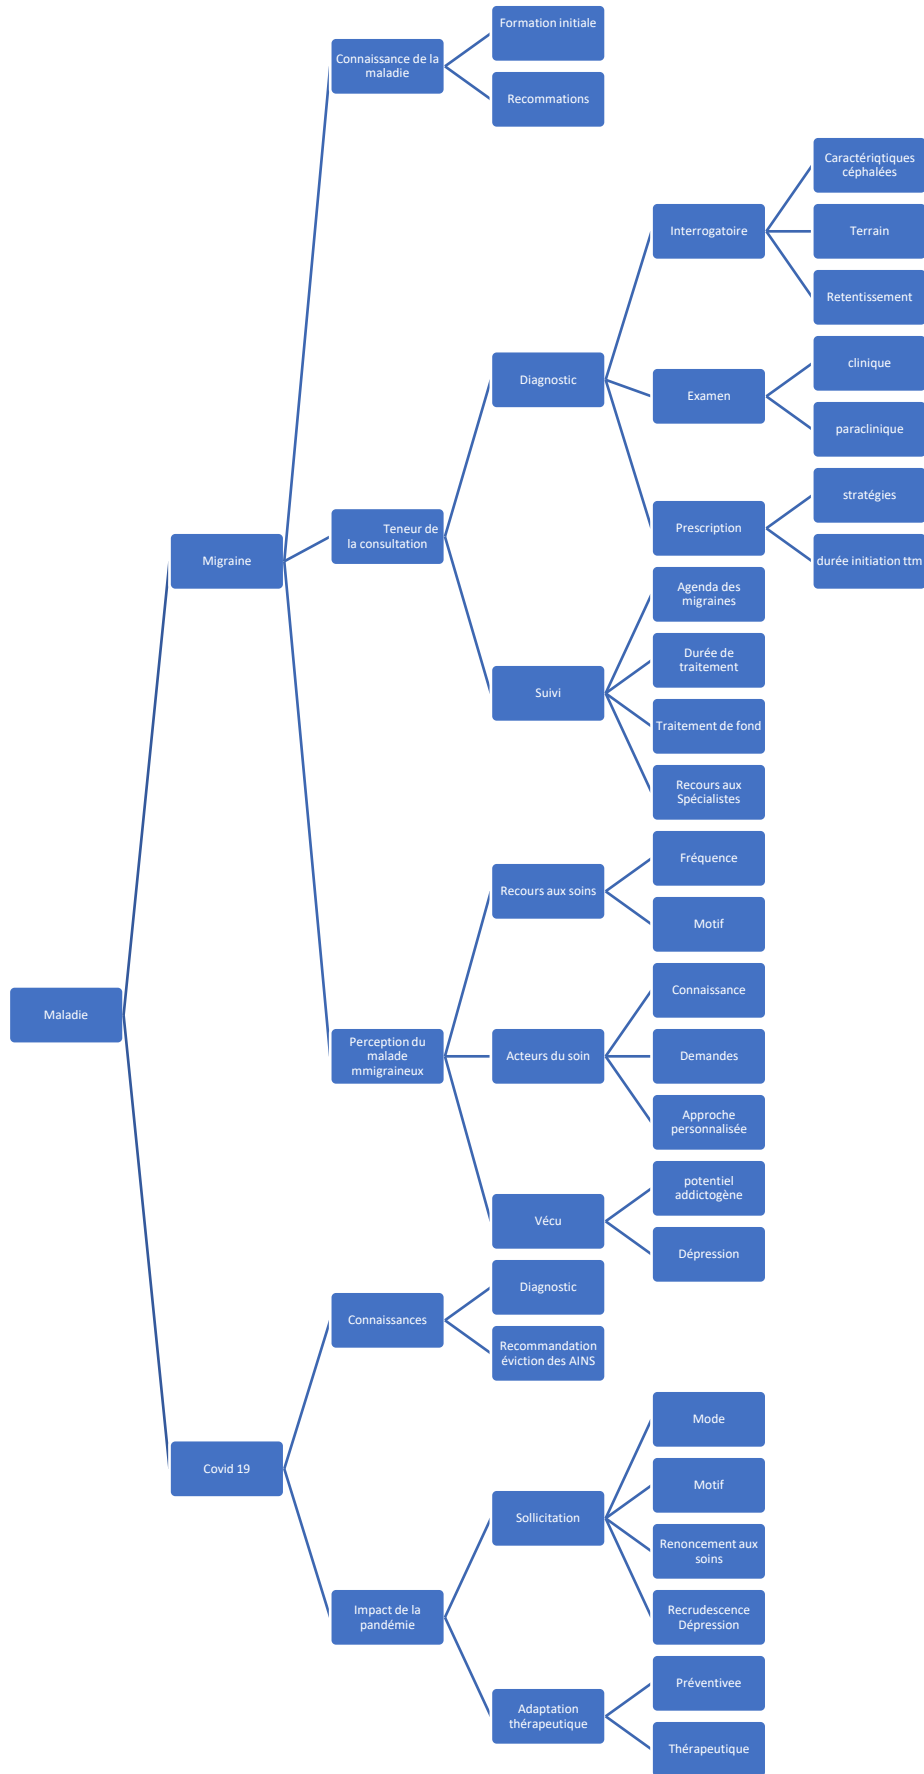 Formation initiale
Connaissance de la
maladie
Recommations
Caractériqtiques
céphalées
Interrogatoire
Terrain
Retentissement
clinique
Diagnostic
Examen
paraclinique
stratégies
Teneur de
la consultation
Prescription
durée initiation ttm
Migraine
Agenda des
migraines
Durée de
traitement
Suivi
Traitement de fond
Recours aux
Spécialistes
Fréquence
Recours aux soins
Motif
Connaissance
Maladie
Perception du
malade
mmigraineux
Acteurs du soin
Demandes
Approche
personnalisée
potentiel
addictogène
Vécu
Dépression
Diagnostic
Connaissances
Recommandation
éviction des AINS
Mode
Covid 19
Motif
Sollicitation
Renoncement aux
soins
Impact de la
pandémie
Recrudescence
Dépression
Préventivee
Adaptation
thérapeutique
Thérapeutique